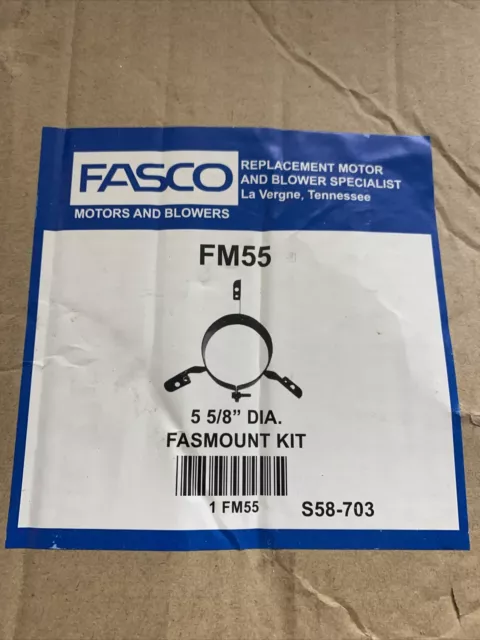 FASCO
MOTORS AND BLOWERS
REPLACEMENT MOTOR
AND BLOWER SPECIALIST
La Vergne, Tennessee
FM55
5 5/8” DIA.
FASMOUNT KIT
1 FM55
S58-703